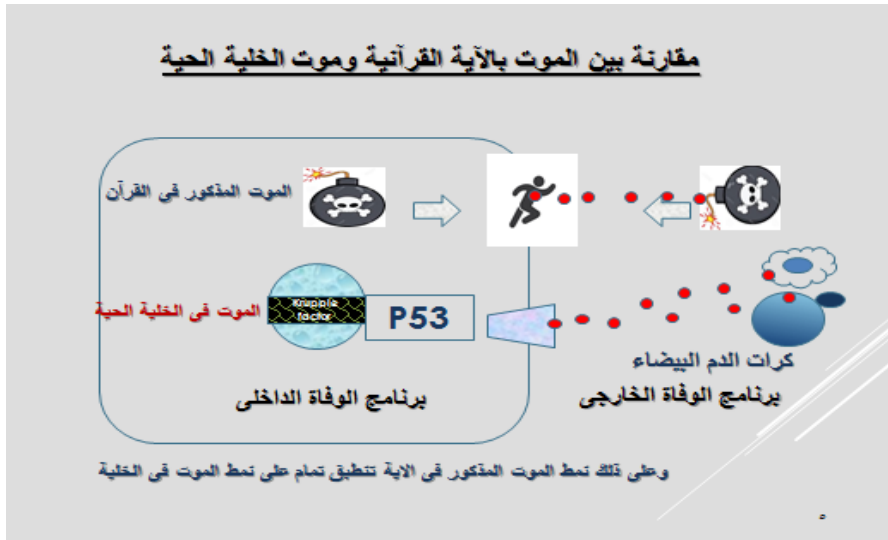 مقارنة بين الموت بالآية القرآنية وموت الخلية الحية
الموت المذكور فى القرآن
الموت فى الخلية الحية
Krupple
factor
P53
كرات الدم البيضاء
برنامج الوفاة الداخلى
برنامج الوفاة الخارجى
وعلى ذلك نمط الموت المذكور فى الاية تنطبق تمام على نمط الموت فى الخلية
٥